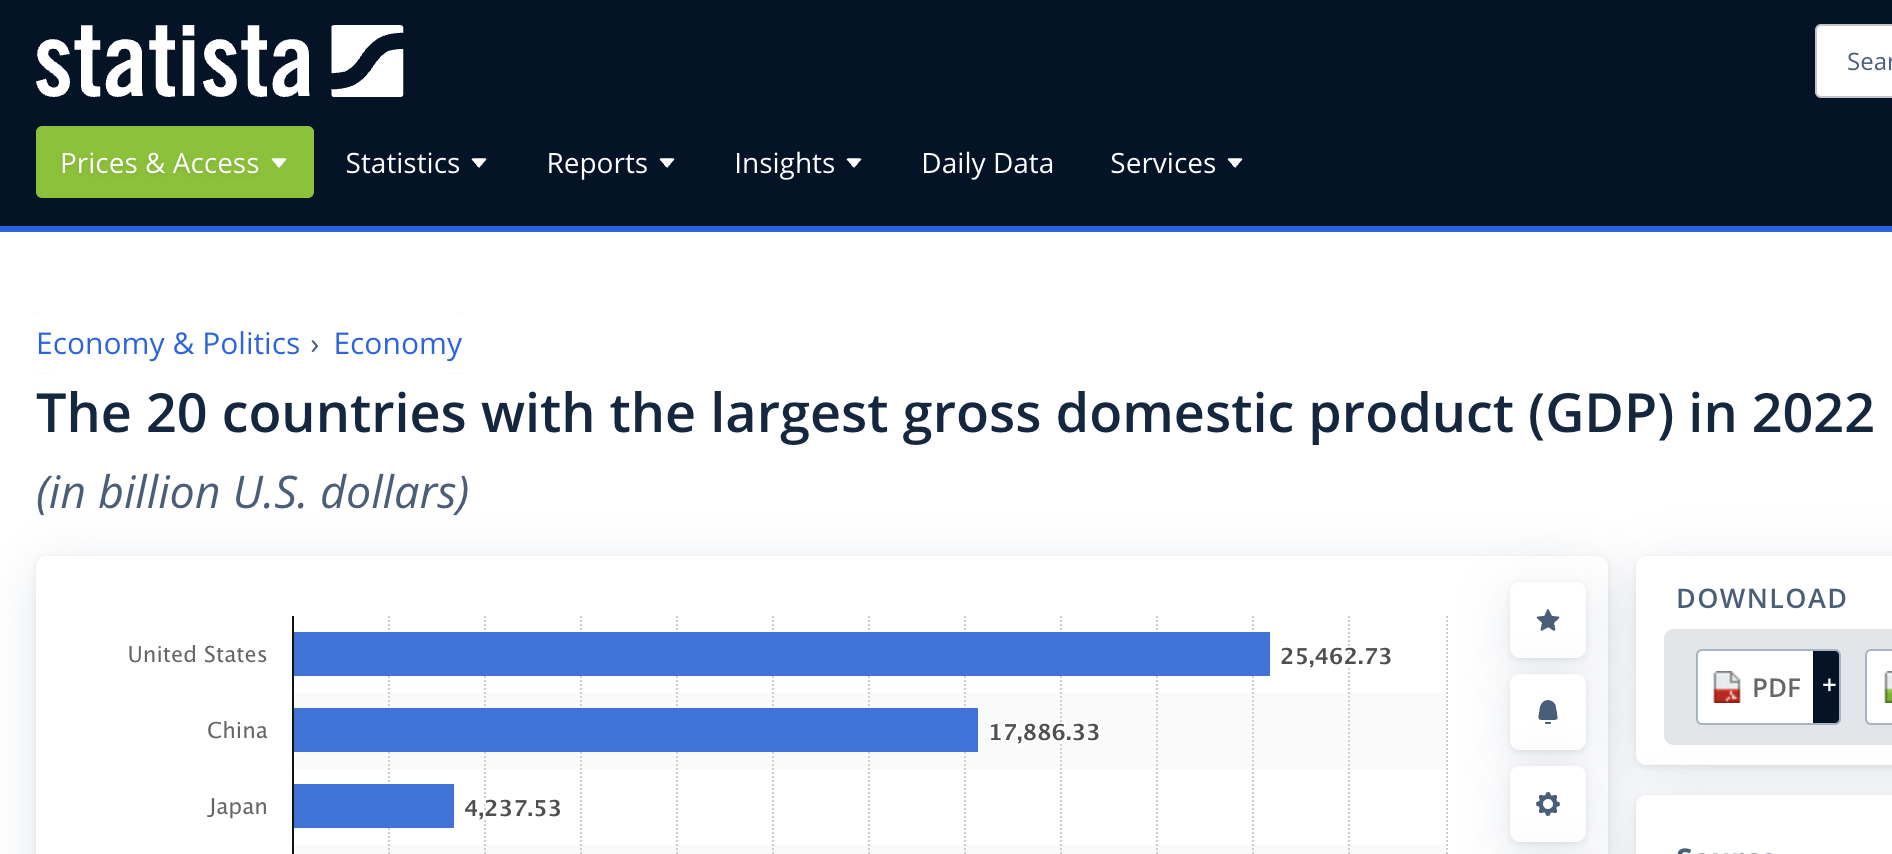 statista
Sear
Prices & Access Statistics Reports Insights Daily Data Services
Economy & Politics › Economy
The 20 countries with the largest gross domestic product (GDP) in 2022
(in billion U.S. dollars)
DOWNLOAD
PDF +
United States 25,462.73
China 17,886.33
Japan 4,237.53